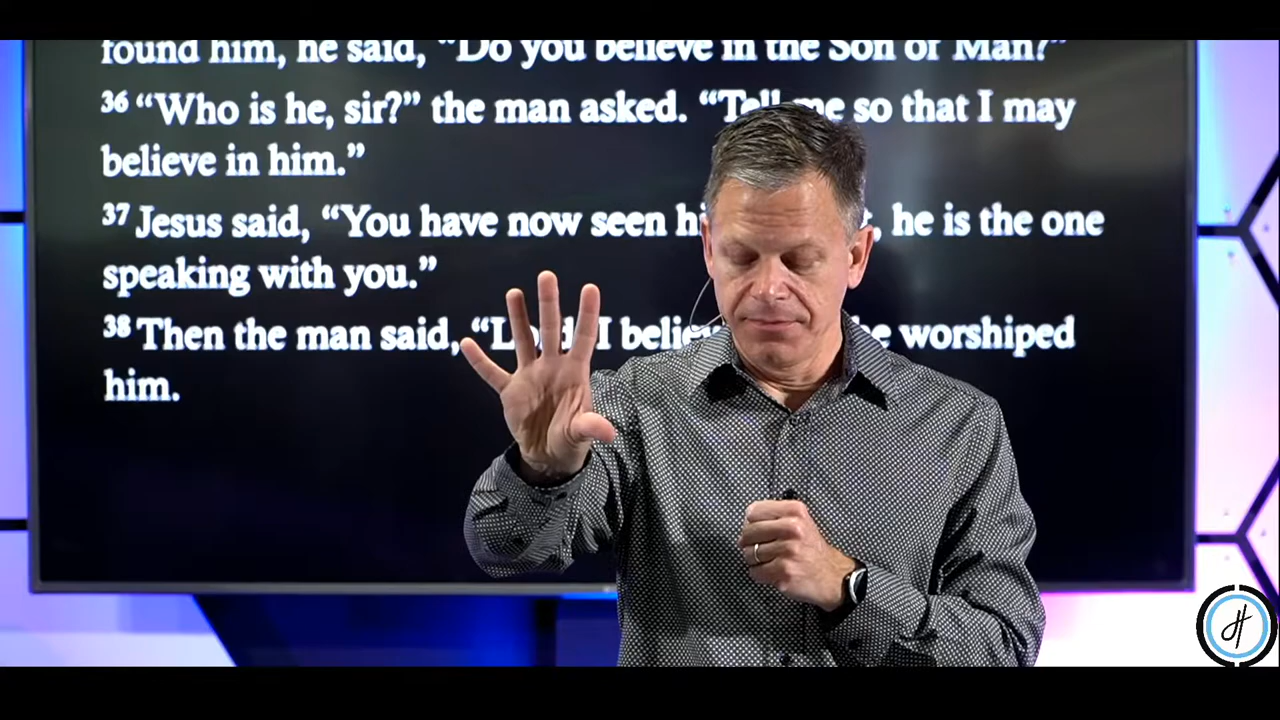 found him, he said, “Do you believe in the Son of Man?”
36 “Who is he, sir?” the man asked. “Tell me so that I may
believe in him.”
37 Jesus said, “You have now seen he is the one
speaking with you.”
38 Then the man said, “Lord, I worshiped
him.